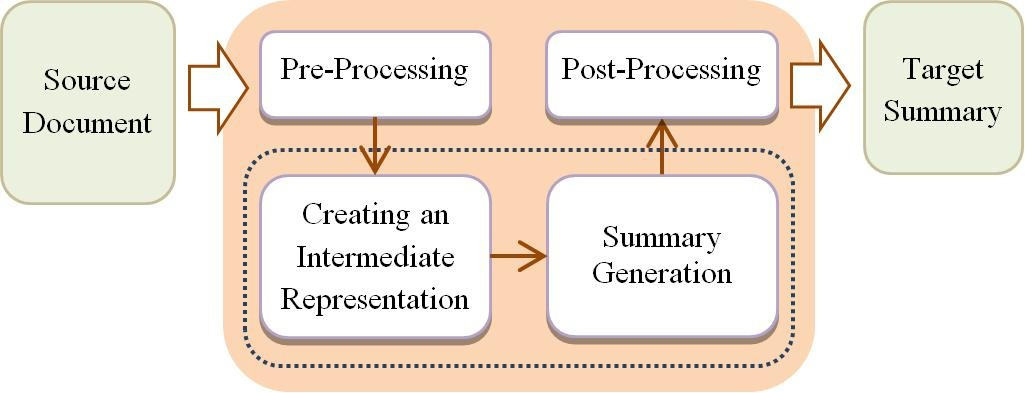 Source
Document
Pre-Processing
Creating an
Intermediate
Representation
Summary
Generation
Post-Processing
Target
Summary